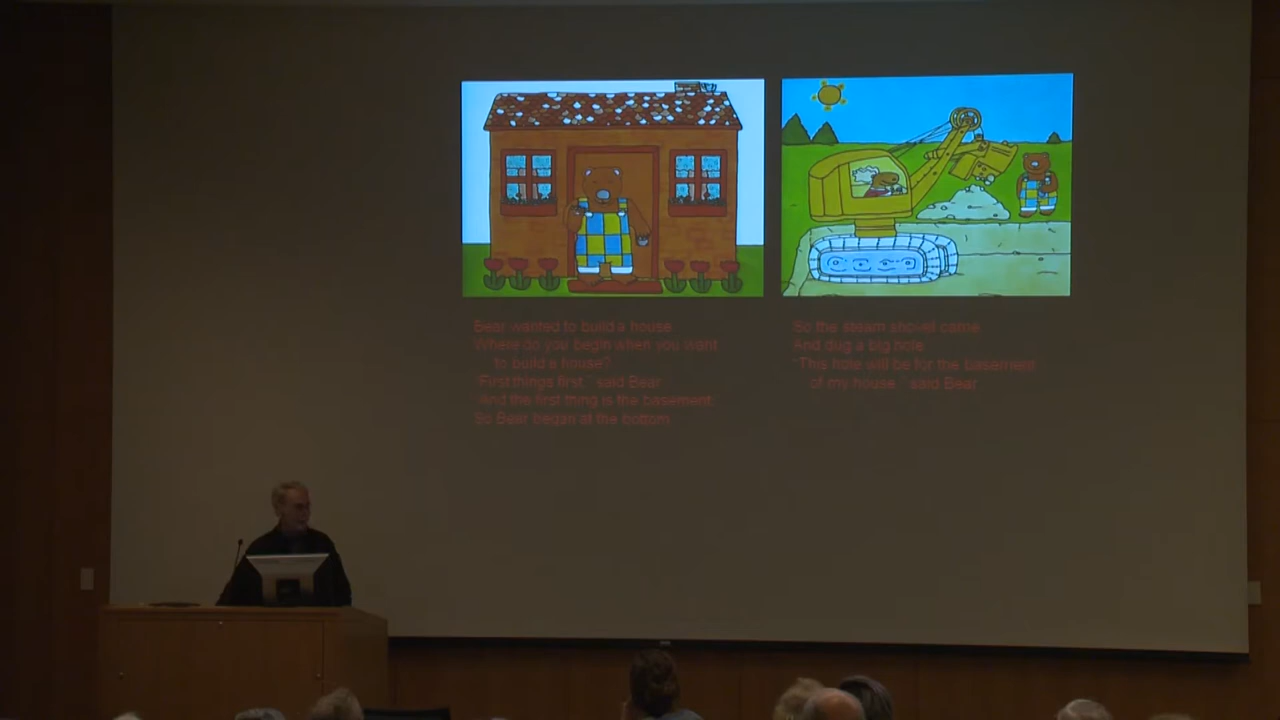 Bear wanted to build a house
Where do you begin when you want
to build a house?
"First things first," said Bear
"And the first thing is the basement."
So Bear began at the bottom
So the steam shovel came
And dug a big hole
"This hole will be for the basement
of my house," said Bear